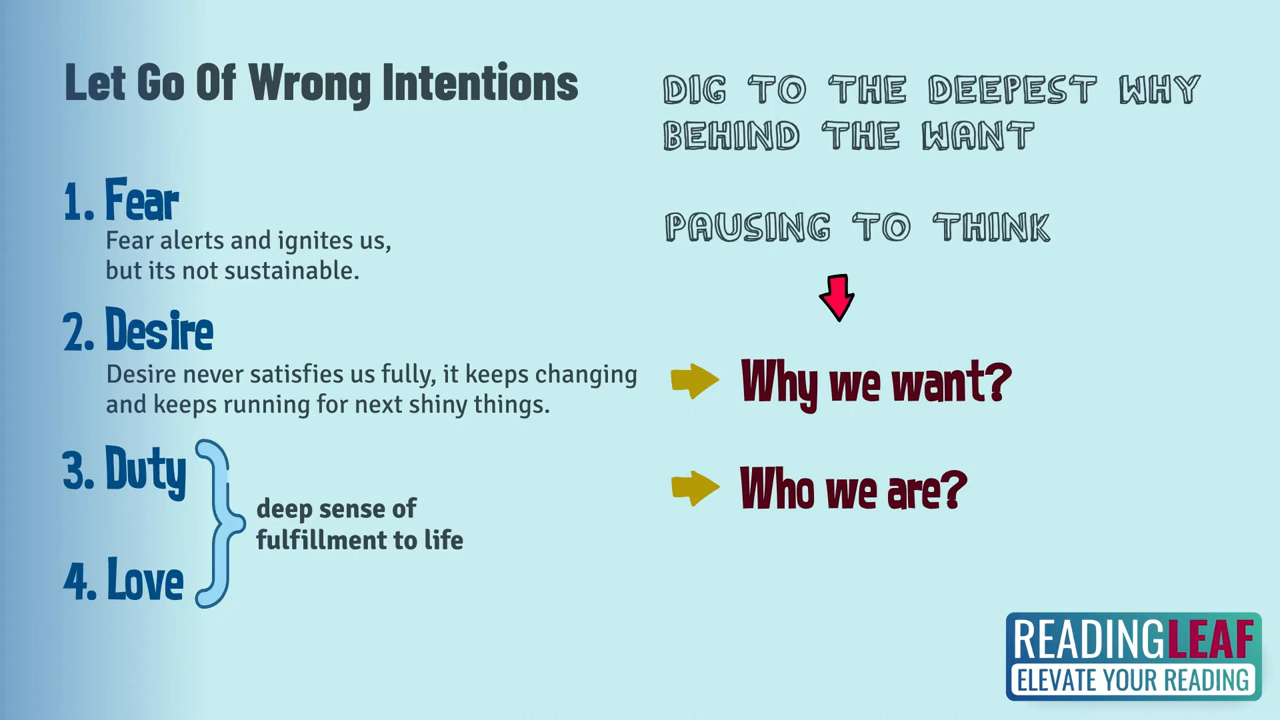 Let Go Of Wrong Intentions
1. Fear
Fear alerts and ignites us,
but its not sustainable.
2. Desire
Desire never satisfies us fully, it keeps changing
and keeps running for next shiny things.
3. Duty
4. Love
deep sense of
fulfillment to life
DIG TO THE DEEPEST WHY
BEHIND THE WANT
PAUSING TO THINK
Why we want?
Who we are?
READINGLEAF
ELEVATE YOUR READING